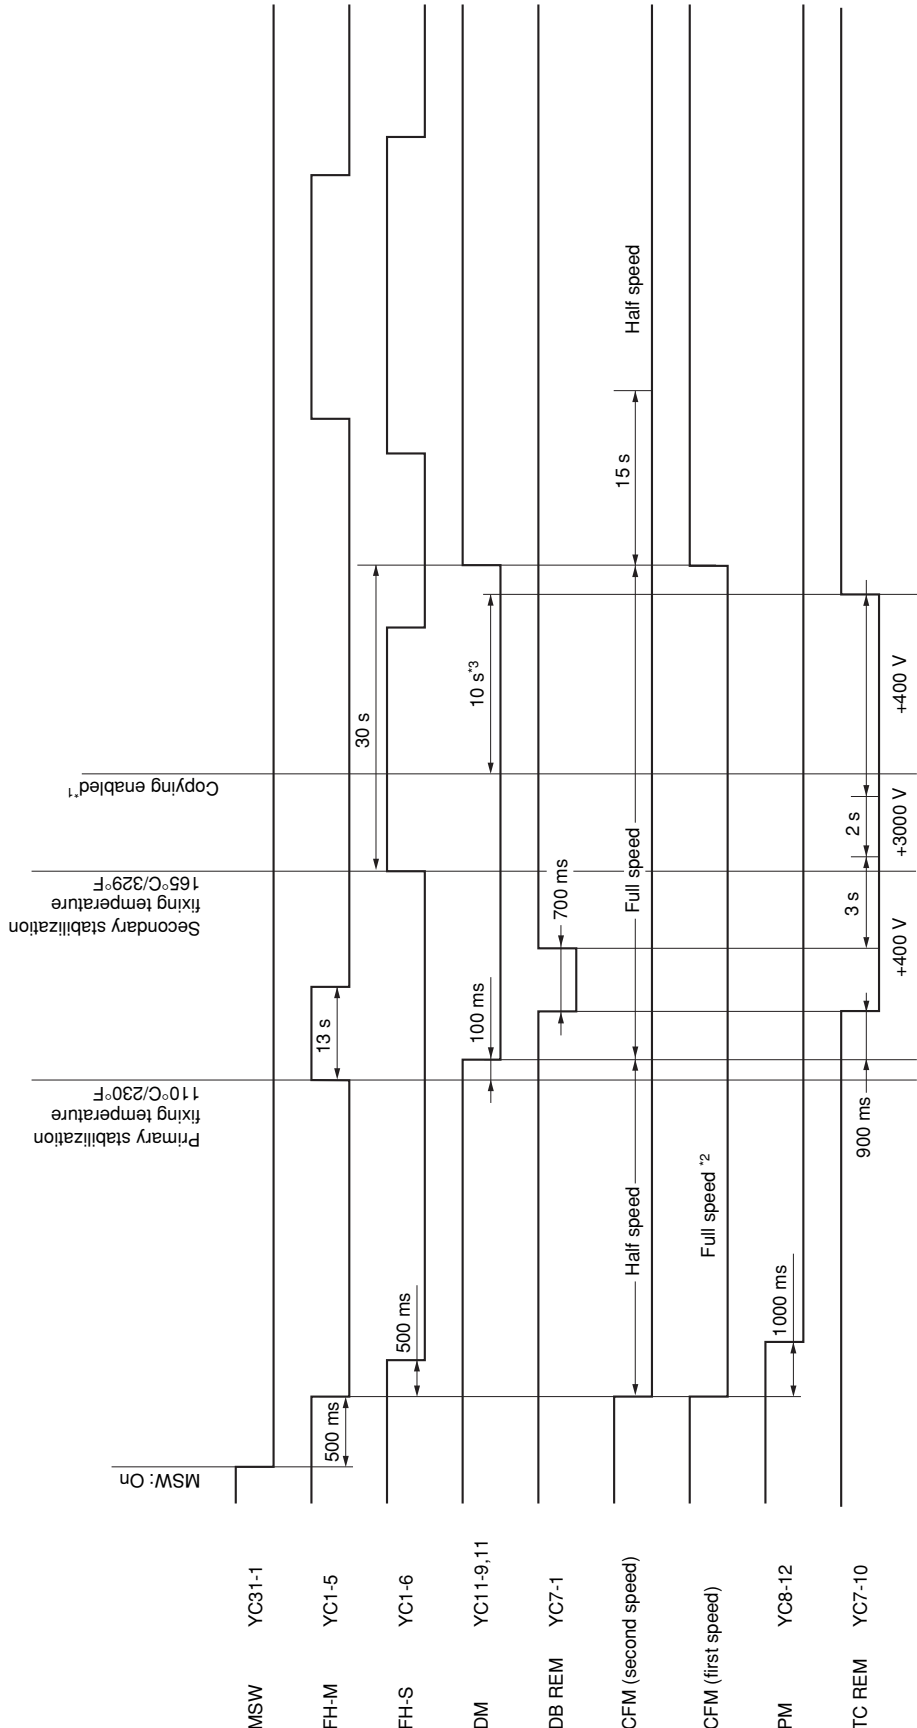 MSW: On
Primary stabilization
fixing temperature
110°C/230°F
Secondary stabilization
fixing temperature
165°C/329°F
Copying enabled*1
MSW YC31-1
FH-M YC1-5
500 ms
13 s
FH-S YC1-6
500 ms
30 s
DM YC11-9,11
100 ms
10 s*3
DB REM YC7-1
700 ms
CFM (second speed)
Half speed
Full speed
15 s
Half speed
CFM (first speed)
Full speed *2
PM YC8-12
1000 ms
TC REM YC7-10
900 ms
3 s
2 s
+400 V
+3000 V
+400 V